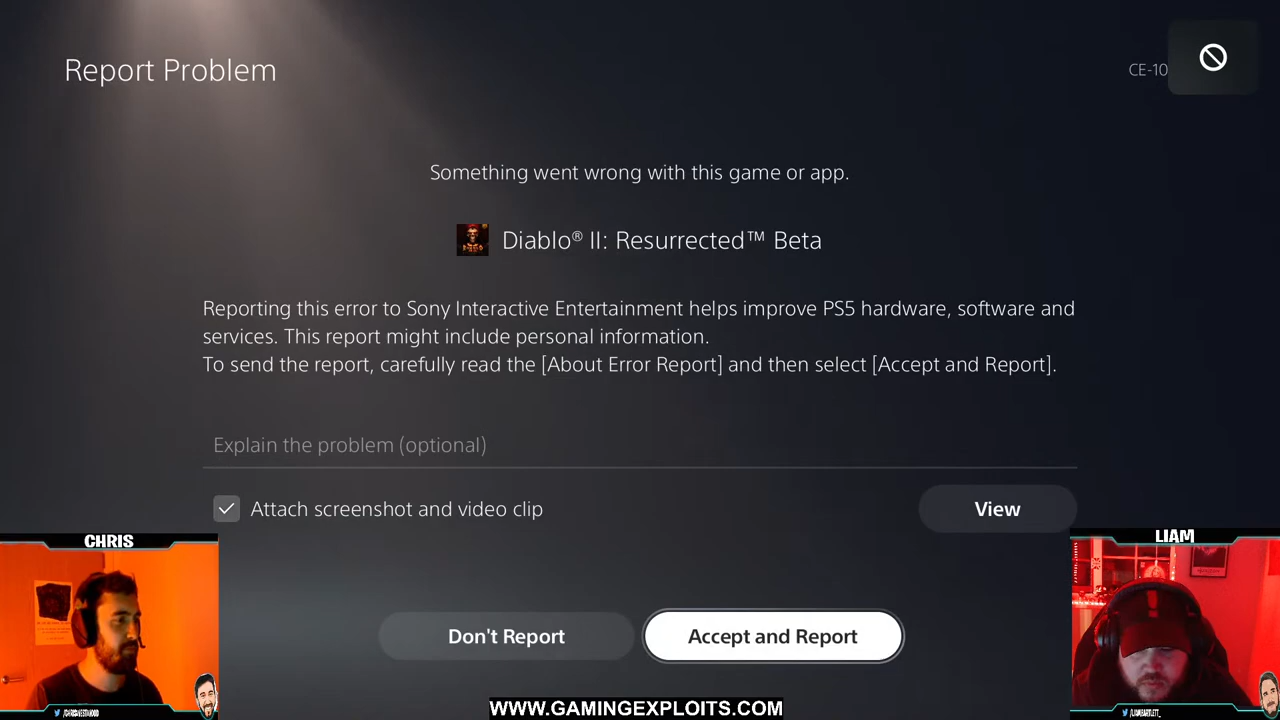 Report Problem
CE-10
Something went wrong with this game or app.
Diablo® II: Resurrected™ Beta
Reporting this error to Sony Interactive Entertainment helps improve PS5 hardware, software and
services. This report might include personal information.
To send the report, carefully read the [About Error Report] and then select [Accept and Report].
Explain the problem (optional)
Attach screenshot and video clip
View
CHRIS
LIAM
Don't Report
Accept and Report
WWW.GAMINGEXPLOITS.COM